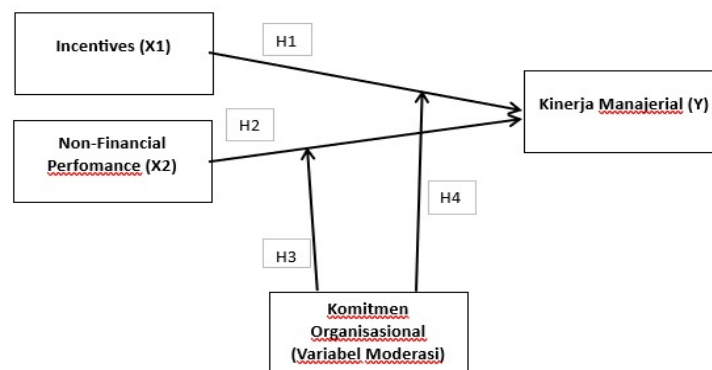 Incentives (X1)
H1
Kinerja Manajerial (Y)
Non-Financial
Perfomance (X2)
H2
H4
H3
Komitmen
Organisasional
(Variabel Moderasi)